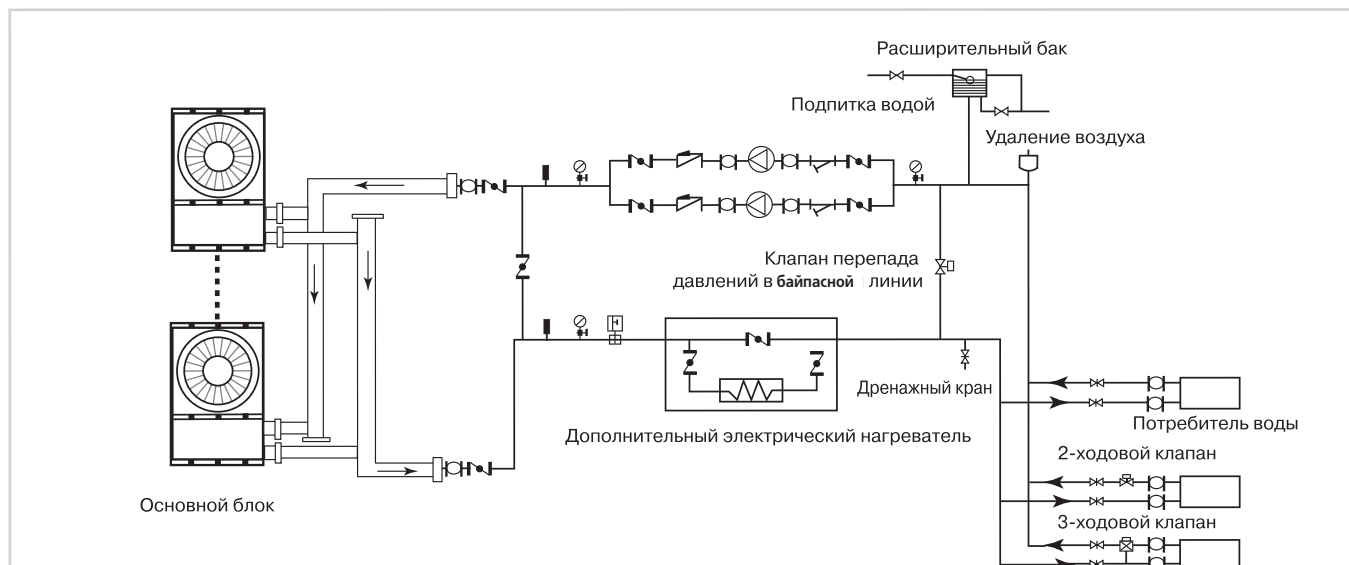 Расширительный бак
Подпитка водой
Удаление воздуха
Клапан перепада
давлений в байпасной линии
Дренажный кран
Потребитель воды
Дополнительный электрический нагреватель
2-ходовой клапан
Основной блок
3-ходовой клапан